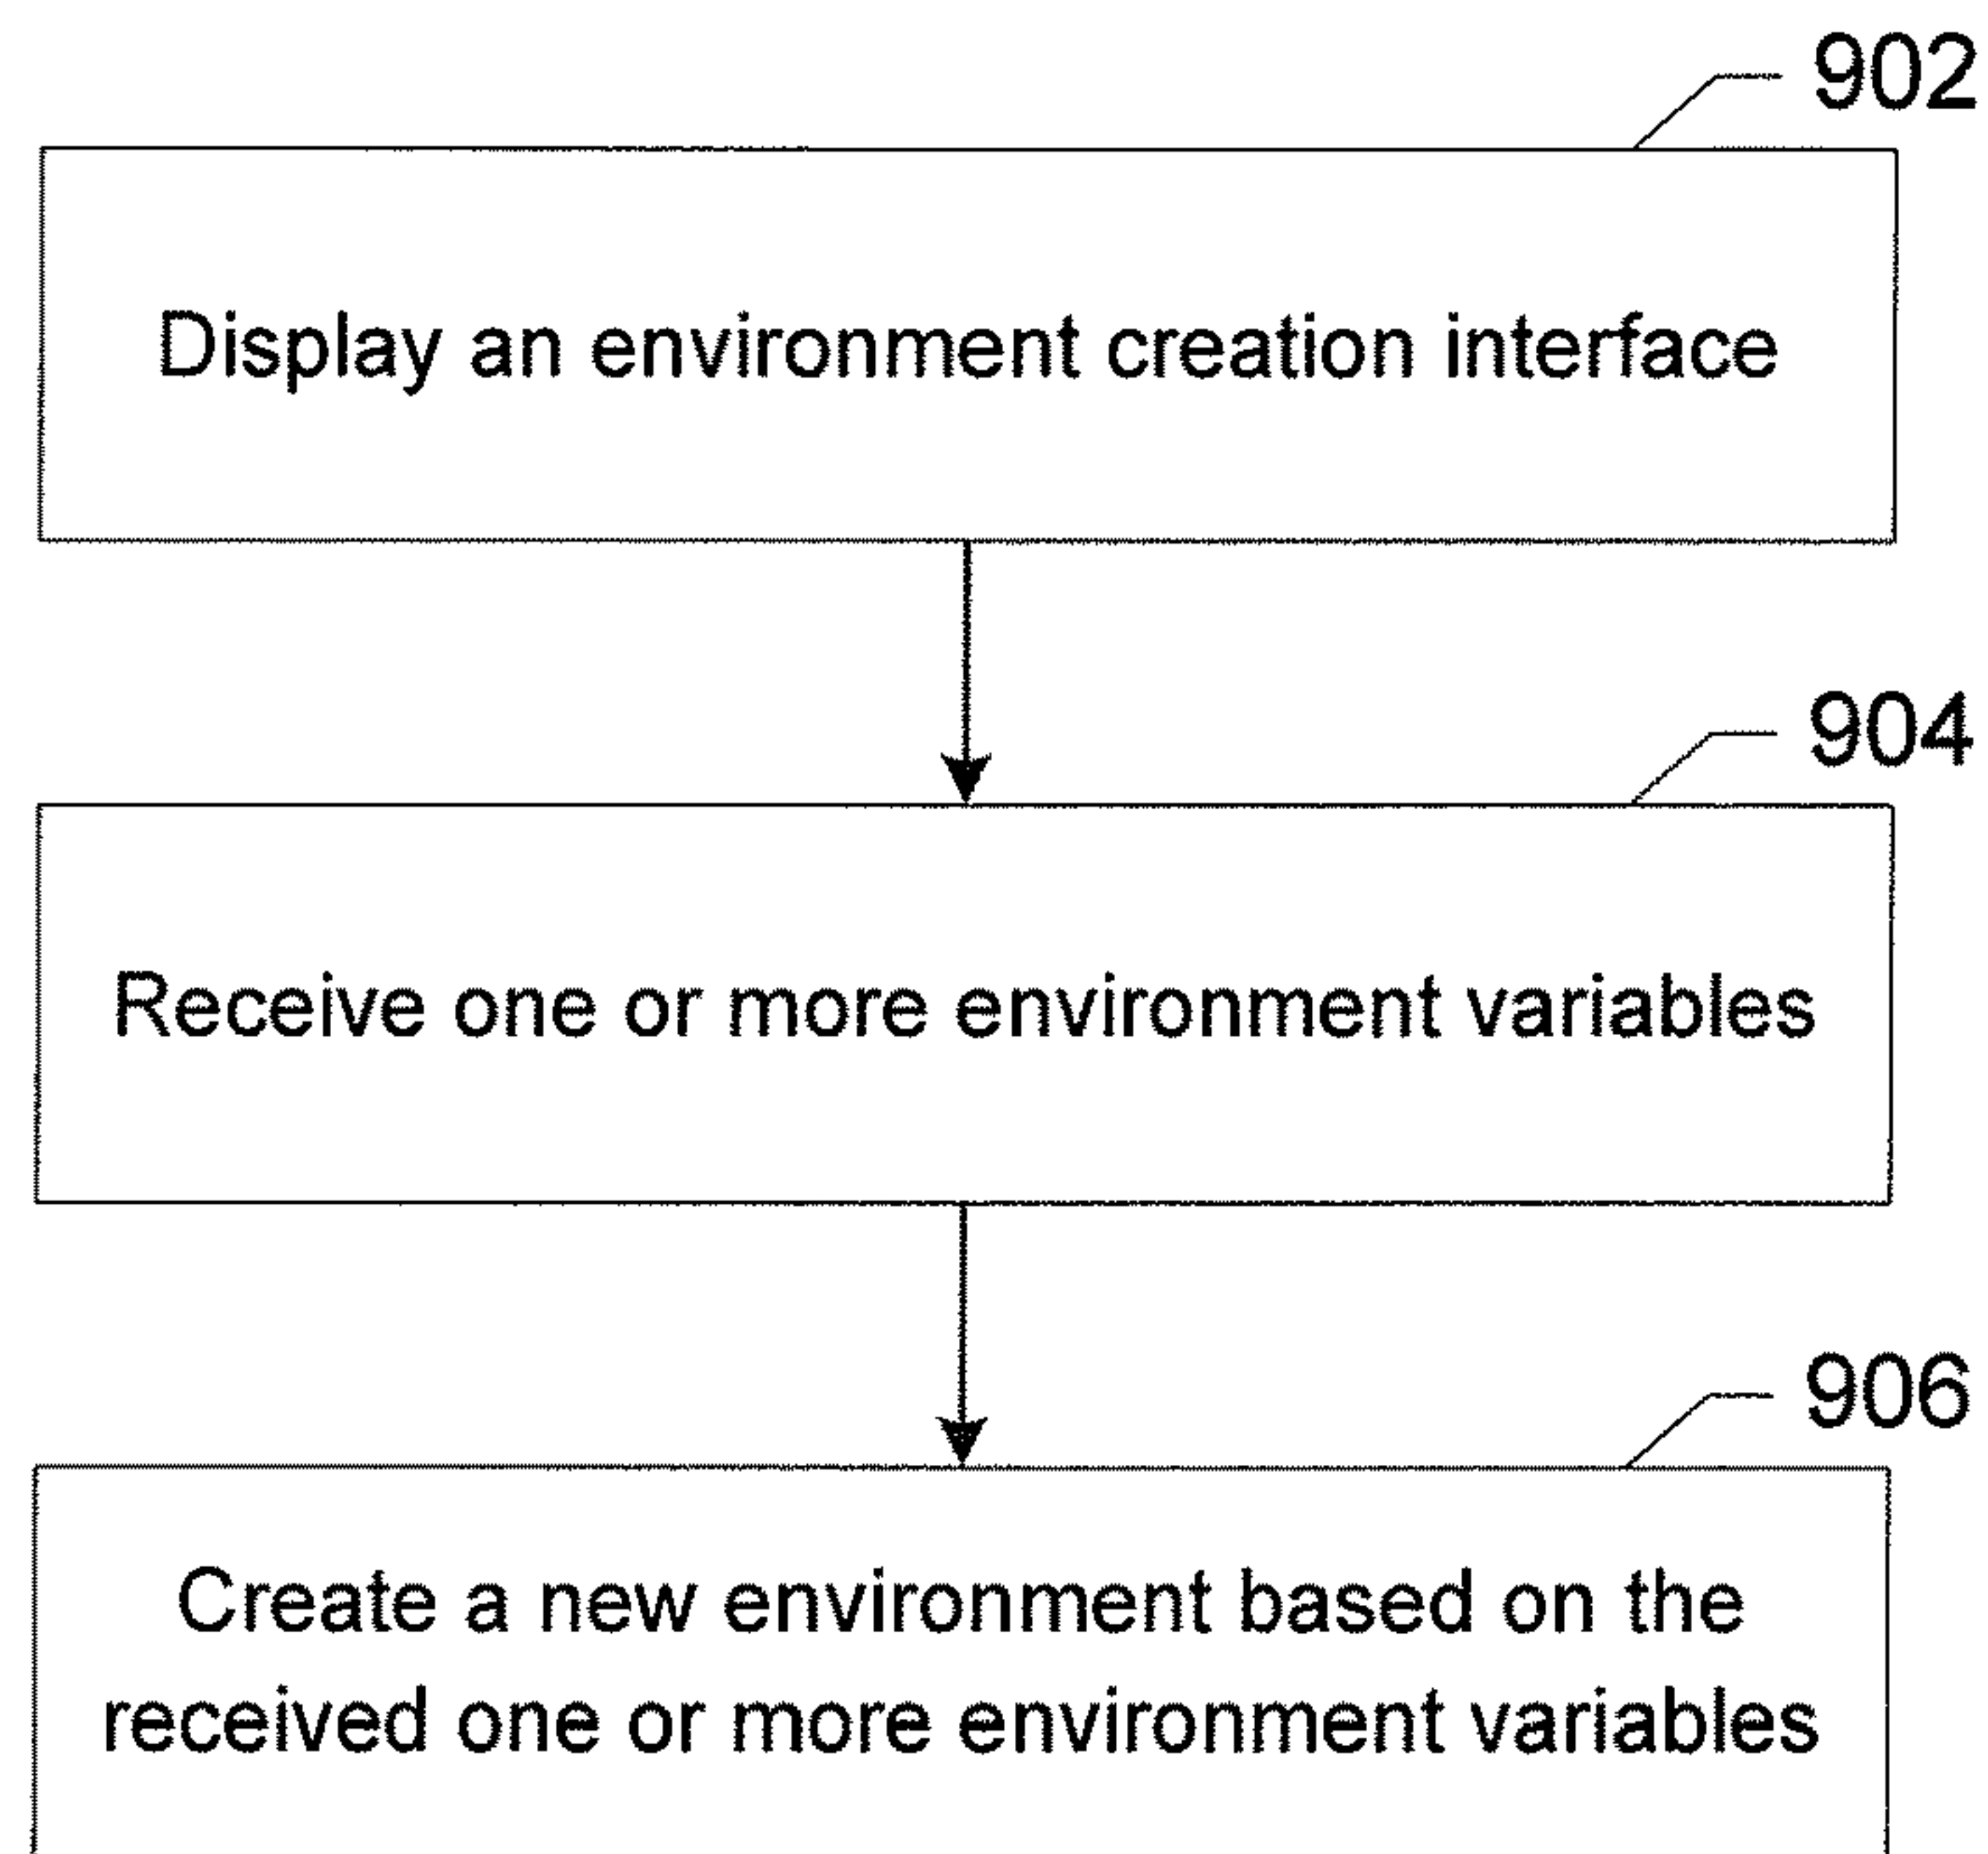 902
Display an environment creation interface
904
Receive one or more environment variables
906
Create a new environment based on the
received one or more environment variables